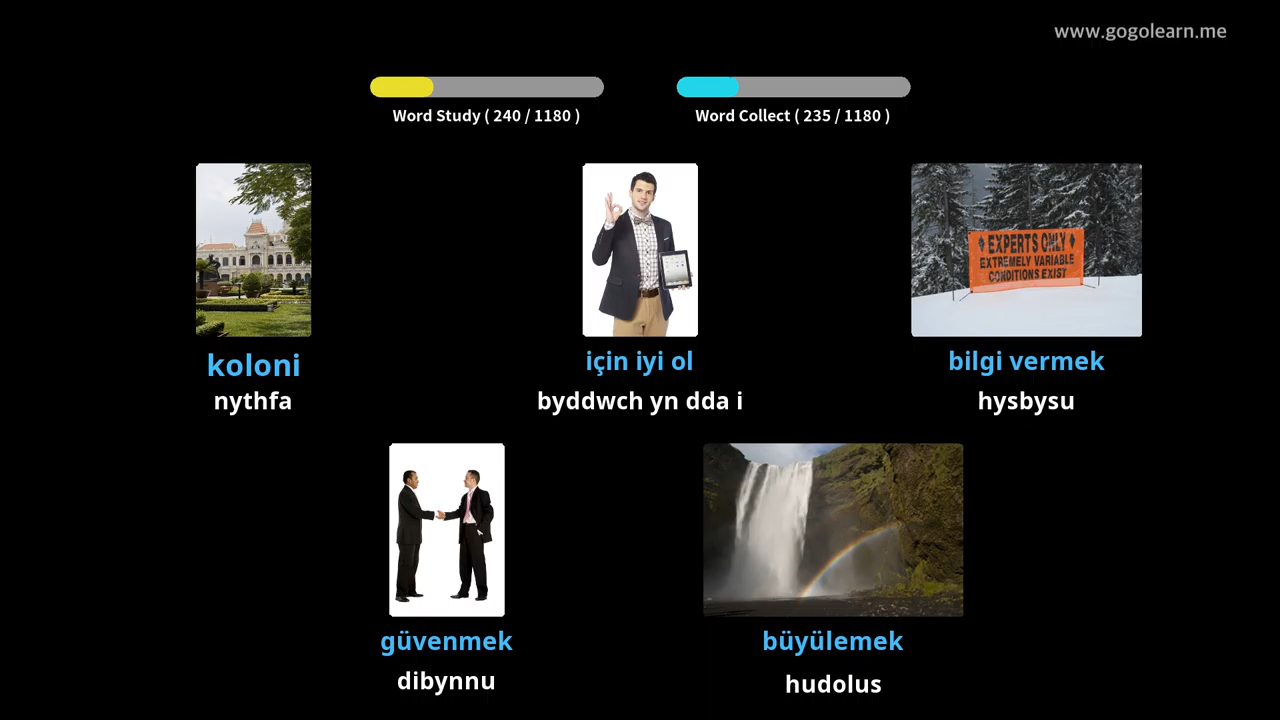 www.gogolearn.me
Word Study ( 240 / 1180 )
Word Collect ( 235 / 1180 )
EXPERTS ONLY
EXTREMELY VARIABLE
CONDITIONS EXIST
koloni
nythfa
için iyi ol
byddwch yn dda i
bilgi vermek
hysbysu
güvenmek
dibynnu
büyülemek
hudolus